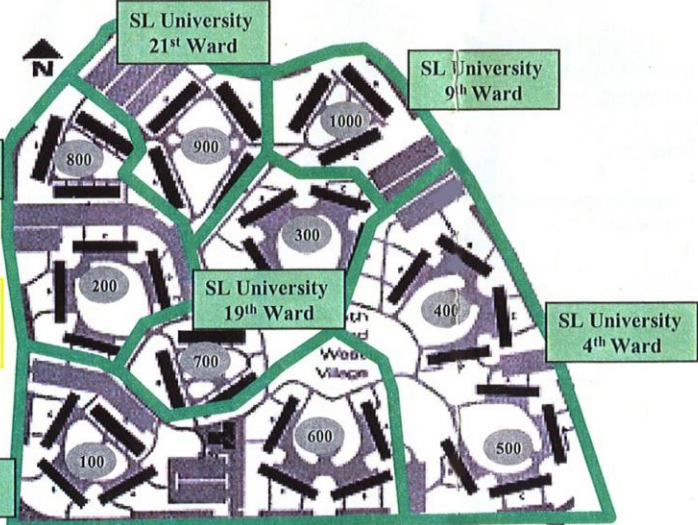 SL University
21st Ward
N
SL University
9th Ward
1000
900
800
300
200
SL University
19th Ward
400
SL University
4th Ward
700
West
Village
600
500
100